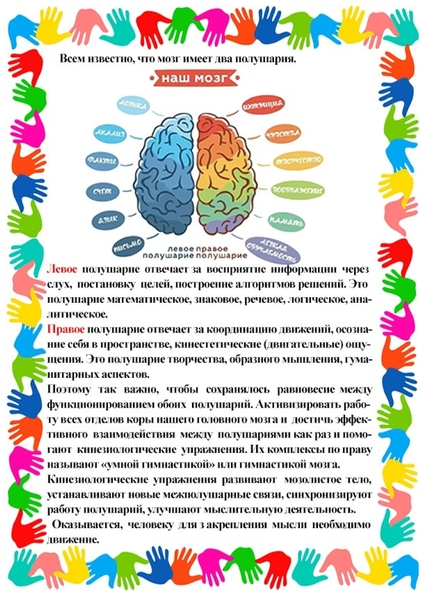 Всем известно, что мозг имеет два полушария.
НАШ МОЗГ
ЛОГИКА
ИНТУИЦИЯ
АНАЛИЗ
ЧУВСТВА
ФАКТЫ
ТВОРЧЕСТВО
СЧЕТ
ВООБРАЖЕНИЕ
ЯЗЫК
ПАМЯТЬ
ПИСЬМО
ЛЕГКАЯ ОБУЧАЕМОСТЬ
левое правое
полушарие полушарие
Левое полушарие отвечает за восприятие информации через
слух, постановку целей, построение алгоритмов решений. Это
полушарие математическое, знаковое, речевое, логическое, ана-
литическое.
Правое полушарие отвечает за координацию движений, осозна-
ние себя в пространстве, кинестетические (двигательные) ощу-
щения. Это полушарие творчества, образного мышления, гума-
нитарных аспектов.
Поэтому так важно, чтобы сохранялось равновесие между
функционированием обоих полушарий. Активизировать рабо-
ту всех отделов коры нашего головного мозга и достичь эффек-
тивного взаимодействия между полушариями как раз и помо-
гают кинезиологические упражнения. Их комплексы по праву
называют «умной гимнастикой» или гимнастикой мозга.
Кинезиологические упражнения развивают мозолистое тело,
устанавливают новые межполушарные связи, синхронизируют
работу полушарий, улучшают мыслительную деятельность.
Оказывается, человеку для з акрепления мысли необходимо
движение.